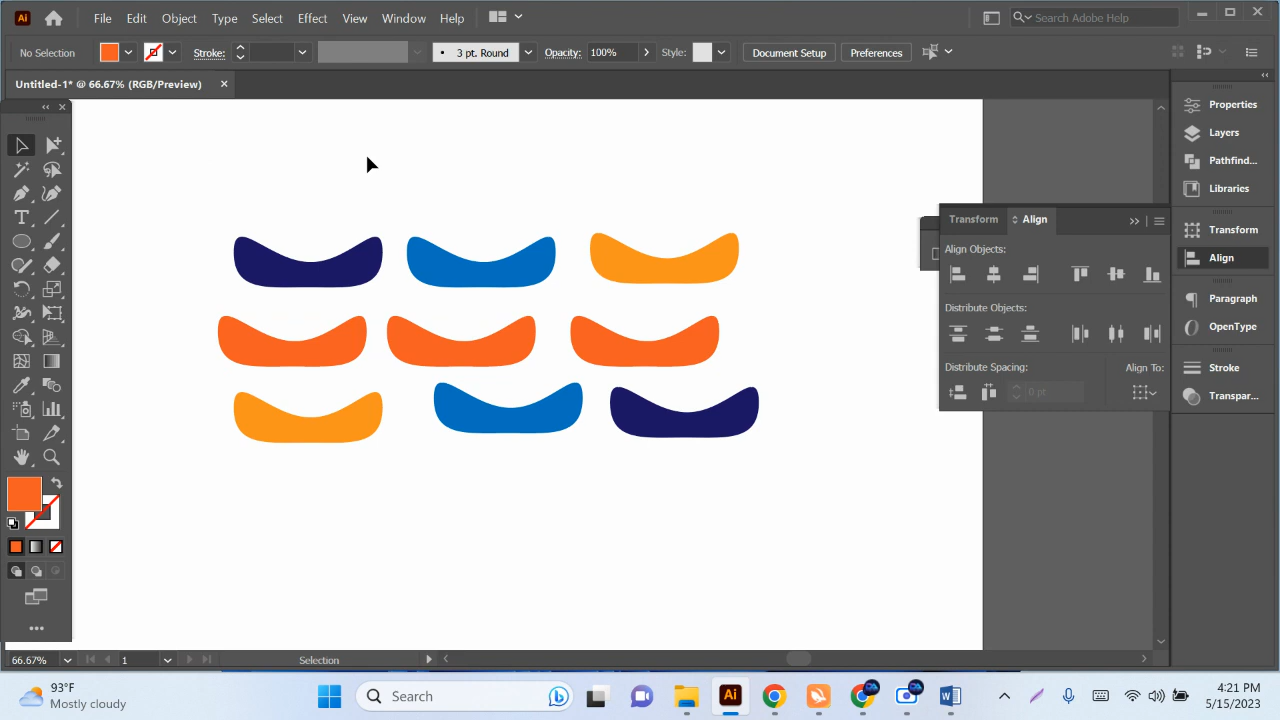 Ai File Edit Object Type Select Effect View Window Help Search Adobe Help
No Selection Stroke: 3 pt. Round Opacity: 100% Style: Document Setup Preferences
Untitled-1* @ 66.67% (RGB/Preview)
Properties
Layers
Pathfind...
Libraries
Transform
Align
Paragraph
OpenType
Stroke
Transpar...
Transform Align
Align Objects:
Distribute Objects:
Distribute Spacing: Align To:
0 pt
66.67% 1 Selection
93°F
Mostly cloudy
Search
Ai
4:21 PM
5/15/2023